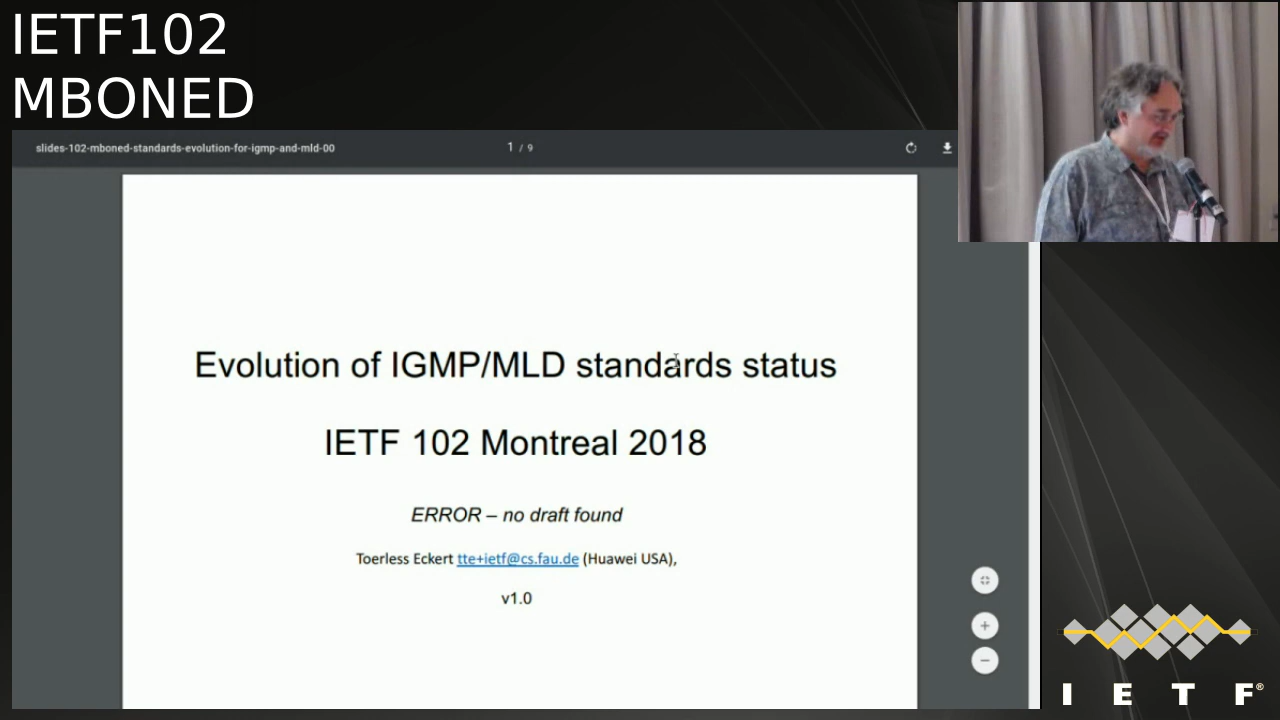 IETF102
MBONED
slides-102-mboned-standards-evolution-for-igmp-and-mld-00
1 / 9
Evolution of IGMP/MLD standards status
IETF 102 Montreal 2018
ERROR – no draft found
Toerless Eckert tte+ietf@cs.fau.de (Huawei USA),
v1.0
I E T F®